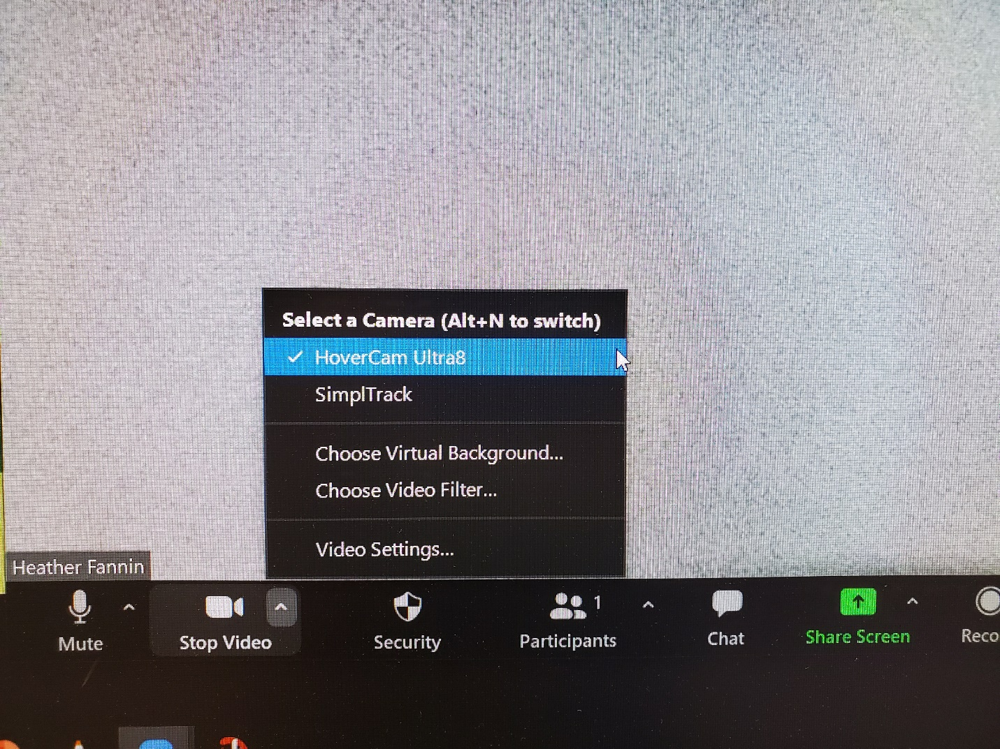 Select a Camera (Alt+N to switch)
HoverCam Ultra8
SimplTrack
Choose Virtual Background...
Choose Video Filter...
Video Settings...
Heather Fannin
1
Mute
Stop Video
Security
Participants
Chat
Share Screen
Reco